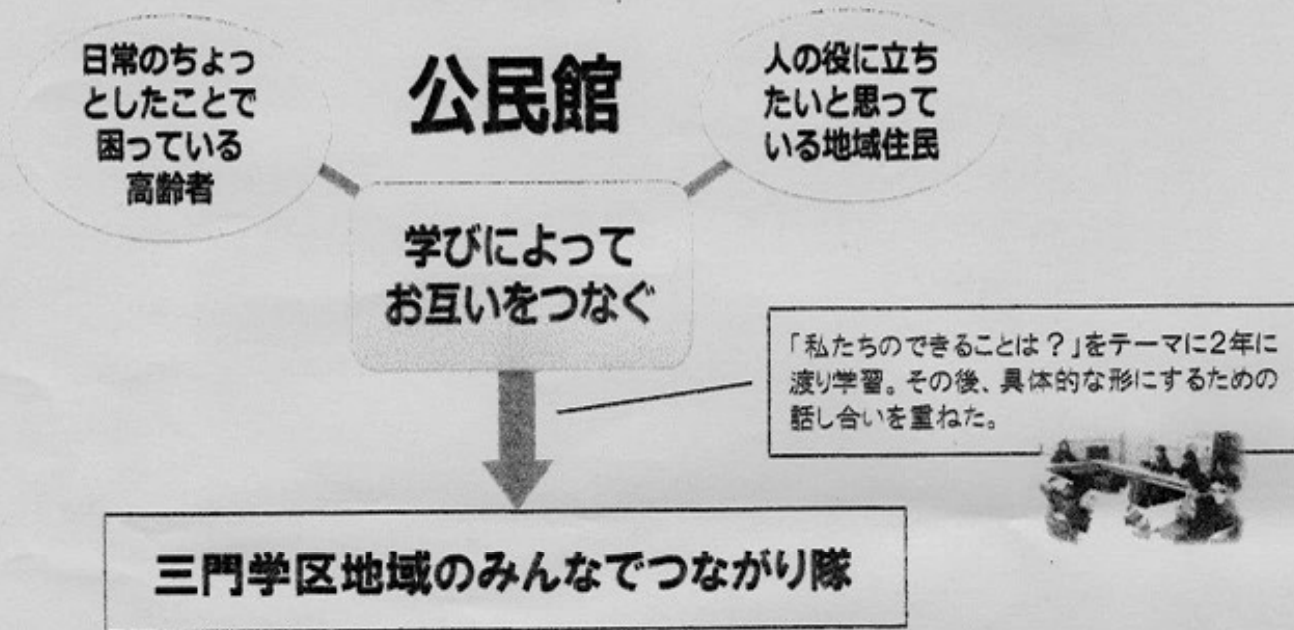 日常のちょっ
としたことで
困っている
高齢者
公民館
人の役に立ち
たいと思って
いる地域住民
学びによって
お互いをつなぐ
「私たちのできることは？」をテーマに2年に
渡り学習。その後、具体的な形にするための
話し合いを重ねた。
三門学区地域のみんなでつながり隊